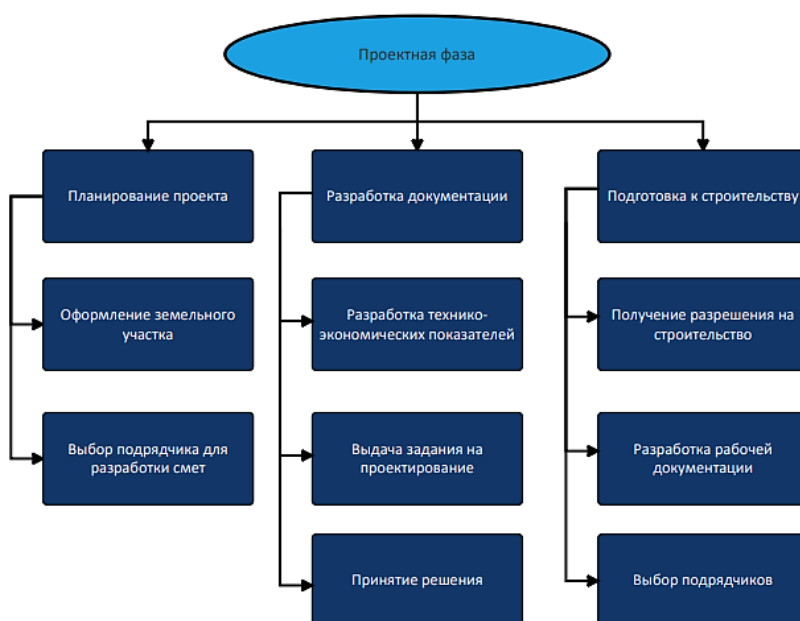 Проектная фаза
Планирование проекта
Оформление земельного
участка
Выбор подрядчика для
разработки смет
Разработка документации
Разработка технико-
экономических показателей
Выдача задания на
проектирование
Принятие решения
Подготовка к строительству
Получение разрешения на
строительство
Разработка рабочей
документации
Выбор подрядчиков